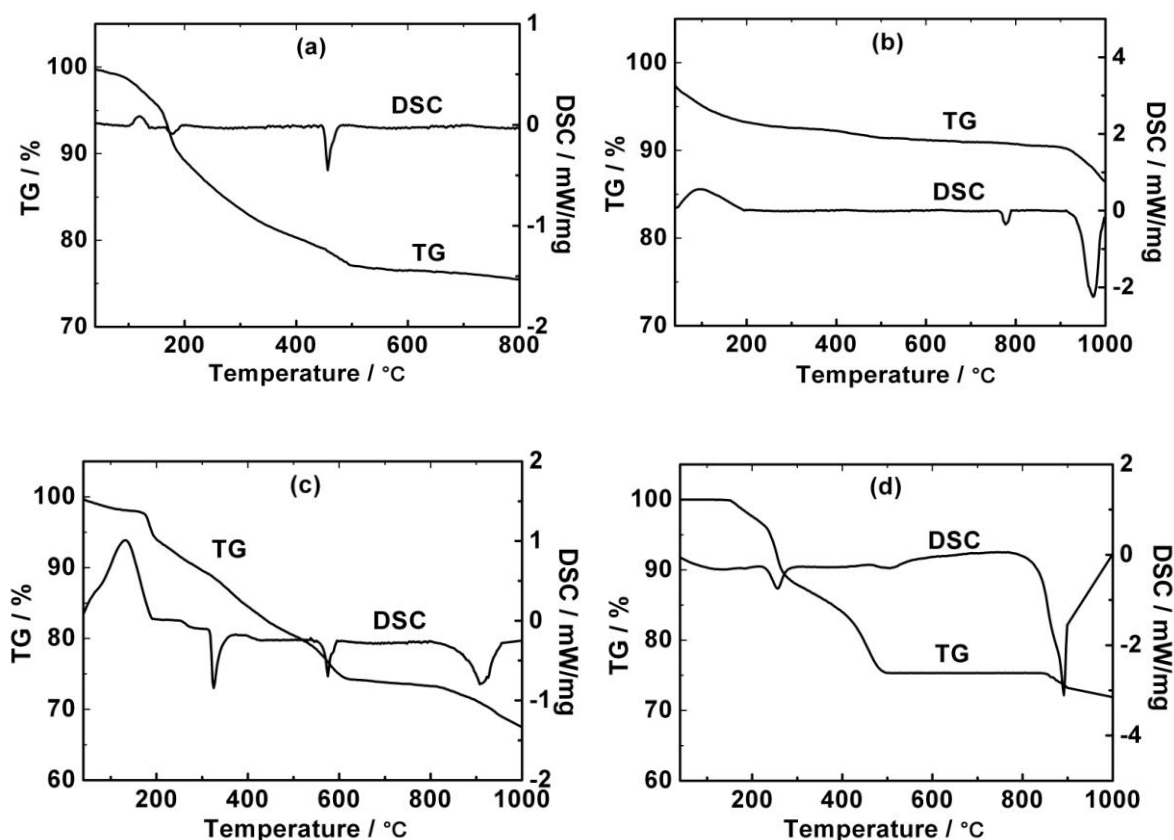 (a)
TG / %
100
90
80
70
DSC
TG
1
0
-1
-2
DSC / mW/mg
200 400 600 800
Temperature / °C
(b)
TG / %
100
90
80
70
TG
DSC
4
2
0
-2
DSC / mW/mg
200 400 600 800 1000
Temperature / °C
(c)
TG / %
100
90
80
70
60
TG
DSC
2
1
0
-1
-2
DSC / mW/mg
200 400 600 800 1000
Temperature / °C
(d)
TG / %
100
90
80
70
60
DSC
TG
2
0
-2
-4
DSC / mW/mg
200 400 600 800 1000
Temperature / °C